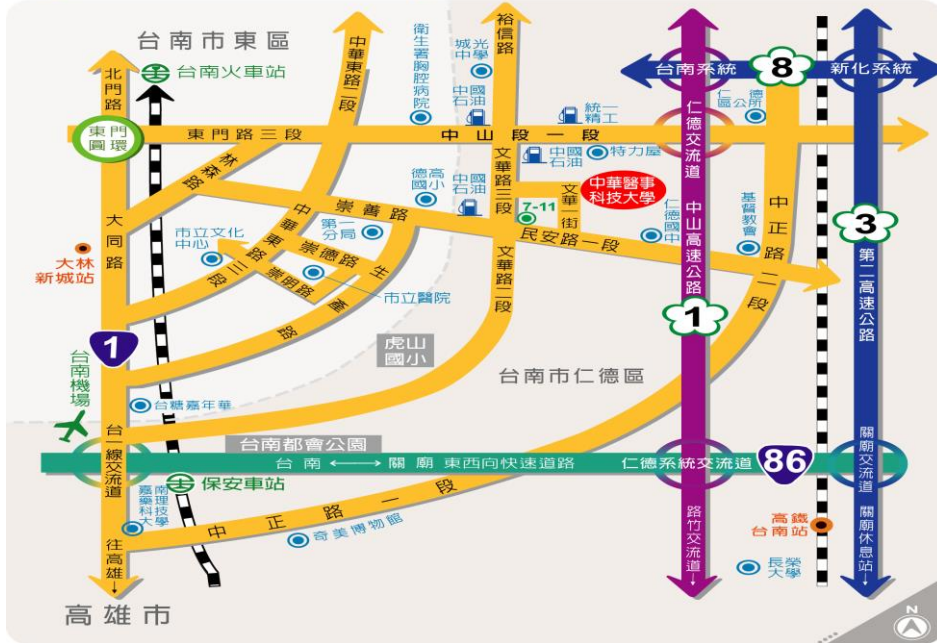 台南市東區
台南火車站
北門路
中華東路二段
衛生署胸腔病院
城光中學
裕信路
中國石油
統一精工
台南系統
8
新化系統
仁德區公所
東門圓環
東門路三段
中山段一段
仁德交流道
林森路
德高國小
中國石油
文華路三段
中國石油
特力屋
7-11
文華一街
中華醫事
科技大學
仁德國中
基督教會
中正路二段
3
第二高速公路
大同路
崇善路
民安路一段
中山高速公路
大林
新城站
市立文化
中心
中華東路三段
崇德路
第一分局
崇明路
市立醫院
生產路
文華路二段
1
1
虎山
國小
台南市仁德區
台南機場
台糖嘉年華
台一線交流道
台南都會公園
台南 ←→ 關廟 東西向快速道路
仁德系統交流道
86
關廟交流道
關廟休息站→
保安車站
嘉南藥理科技大學
中正路一段
奇美博物館
路竹交流道→
高鐵
台南站
長榮
大學
往高雄→
高雄市
N